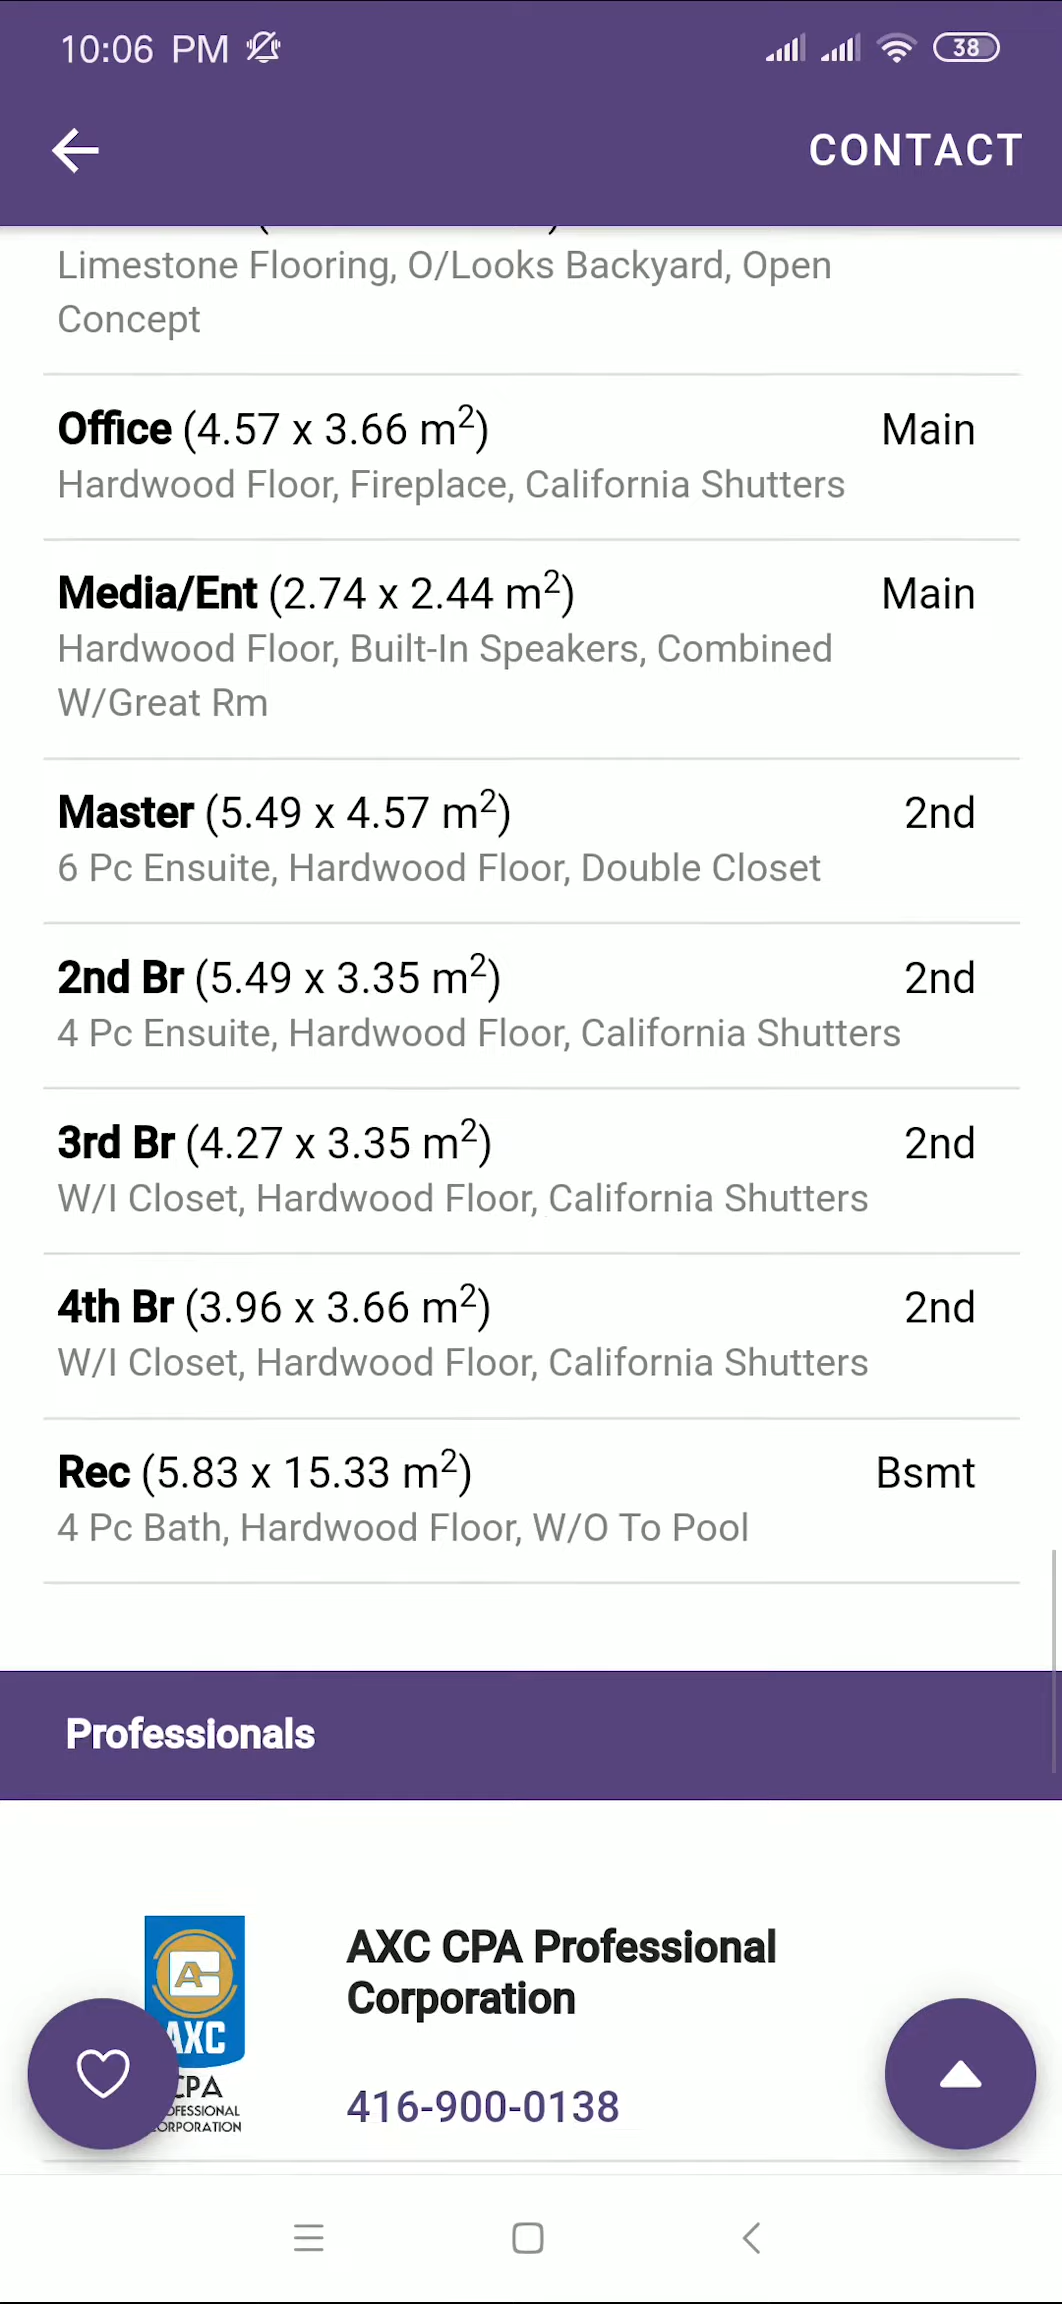 10:06 PM
38
CONTACT
Limestone Flooring, O/Looks Backyard, Open
Concept
Office (4.57 x 3.66 m²) Main
Hardwood Floor, Fireplace, California Shutters
Media/Ent (2.74 x 2.44 m²) Main
Hardwood Floor, Built-In Speakers, Combined
W/Great Rm
Master (5.49 x 4.57 m²) 2nd
6 Pc Ensuite, Hardwood Floor, Double Closet
2nd Br (5.49 x 3.35 m²) 2nd
4 Pc Ensuite, Hardwood Floor, California Shutters
3rd Br (4.27 x 3.35 m²) 2nd
W/I Closet, Hardwood Floor, California Shutters
4th Br (3.96 x 3.66 m²) 2nd
W/I Closet, Hardwood Floor, California Shutters
Rec (5.83 x 15.33 m²) Bsmt
4 Pc Bath, Hardwood Floor, W/O To Pool
Professionals
AXC CPA Professional
Corporation
416-900-0138
AXC
CPA
OFESSIONAL
ORPORATION